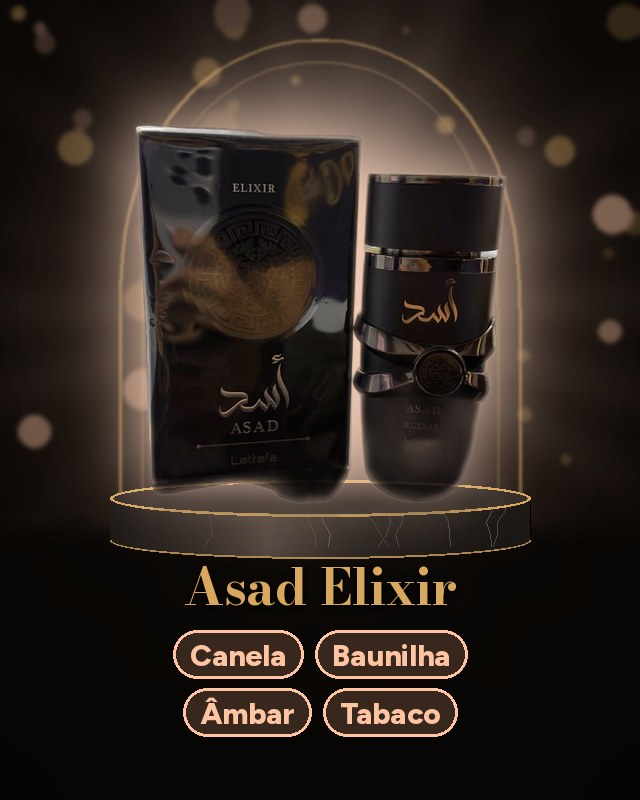 ELIXIR
أسد
ASAD
Lattafa
أسد
ASAD
ELIXIR
Asad Elixir
Canela Baunilha
Âmbar Tabaco